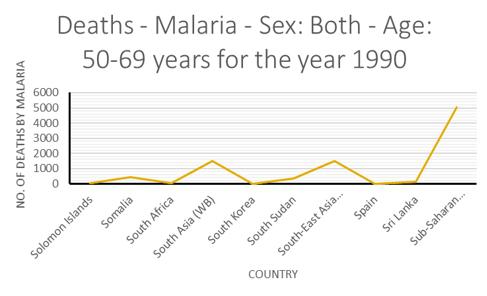 Deaths - Malaria - Sex: Both - Age:
50-69 years for the year 1990
NO. OF DEATHS BY MALARIA
6000
5000
4000
3000
2000
1000
0
Solomon Islands
Somalia
South Africa
South Asia (WB)
South Korea
South Sudan
South-East Asia...
Spain
Sri Lanka
Sub-Saharan...
COUNTRY